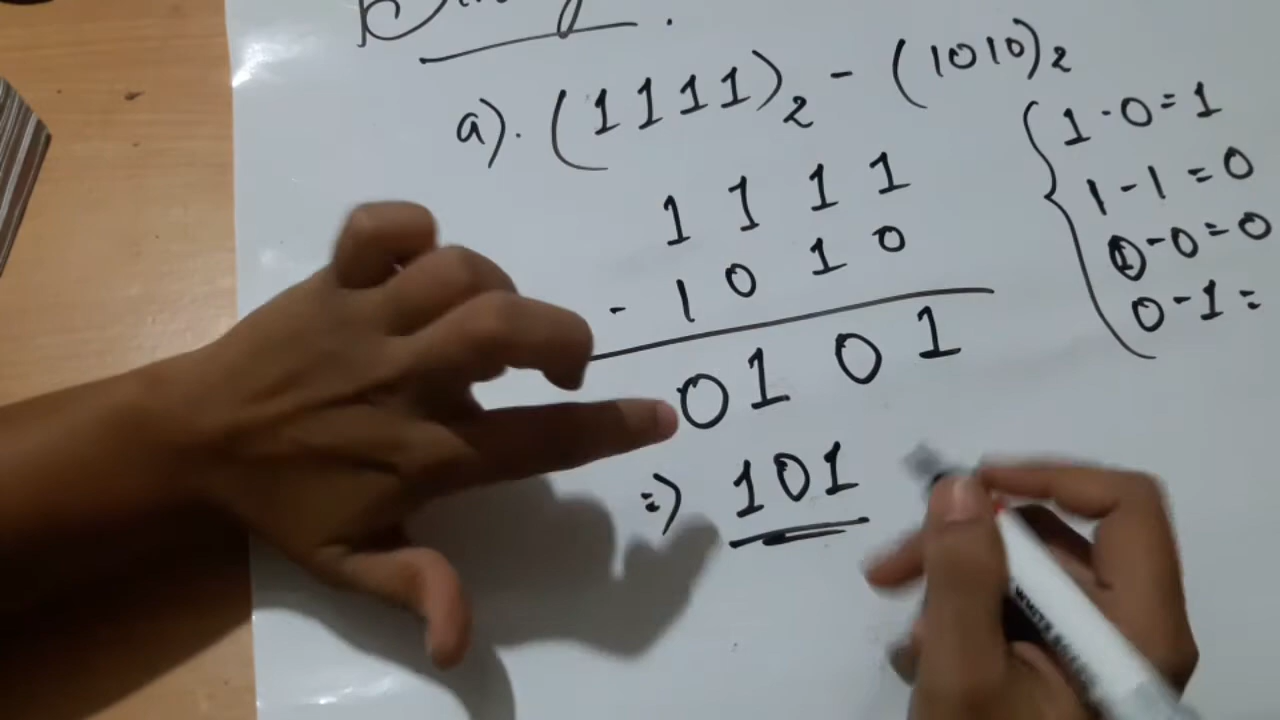 a). (1111)₂ - (1010)₂
1 1 1 1
- 1 0 1 0
0 1 0 1
=) 101
1 - 0 = 1
1 - 1 = 0
0 - 0 = 0
0 - 1 =